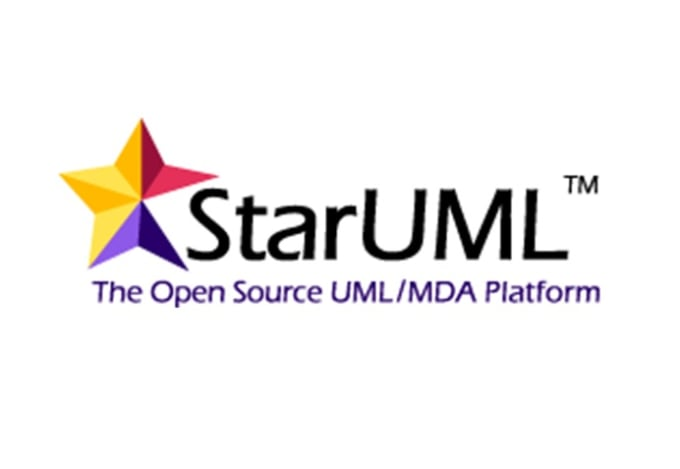 StarUML™
The Open Source UML/MDA Platform